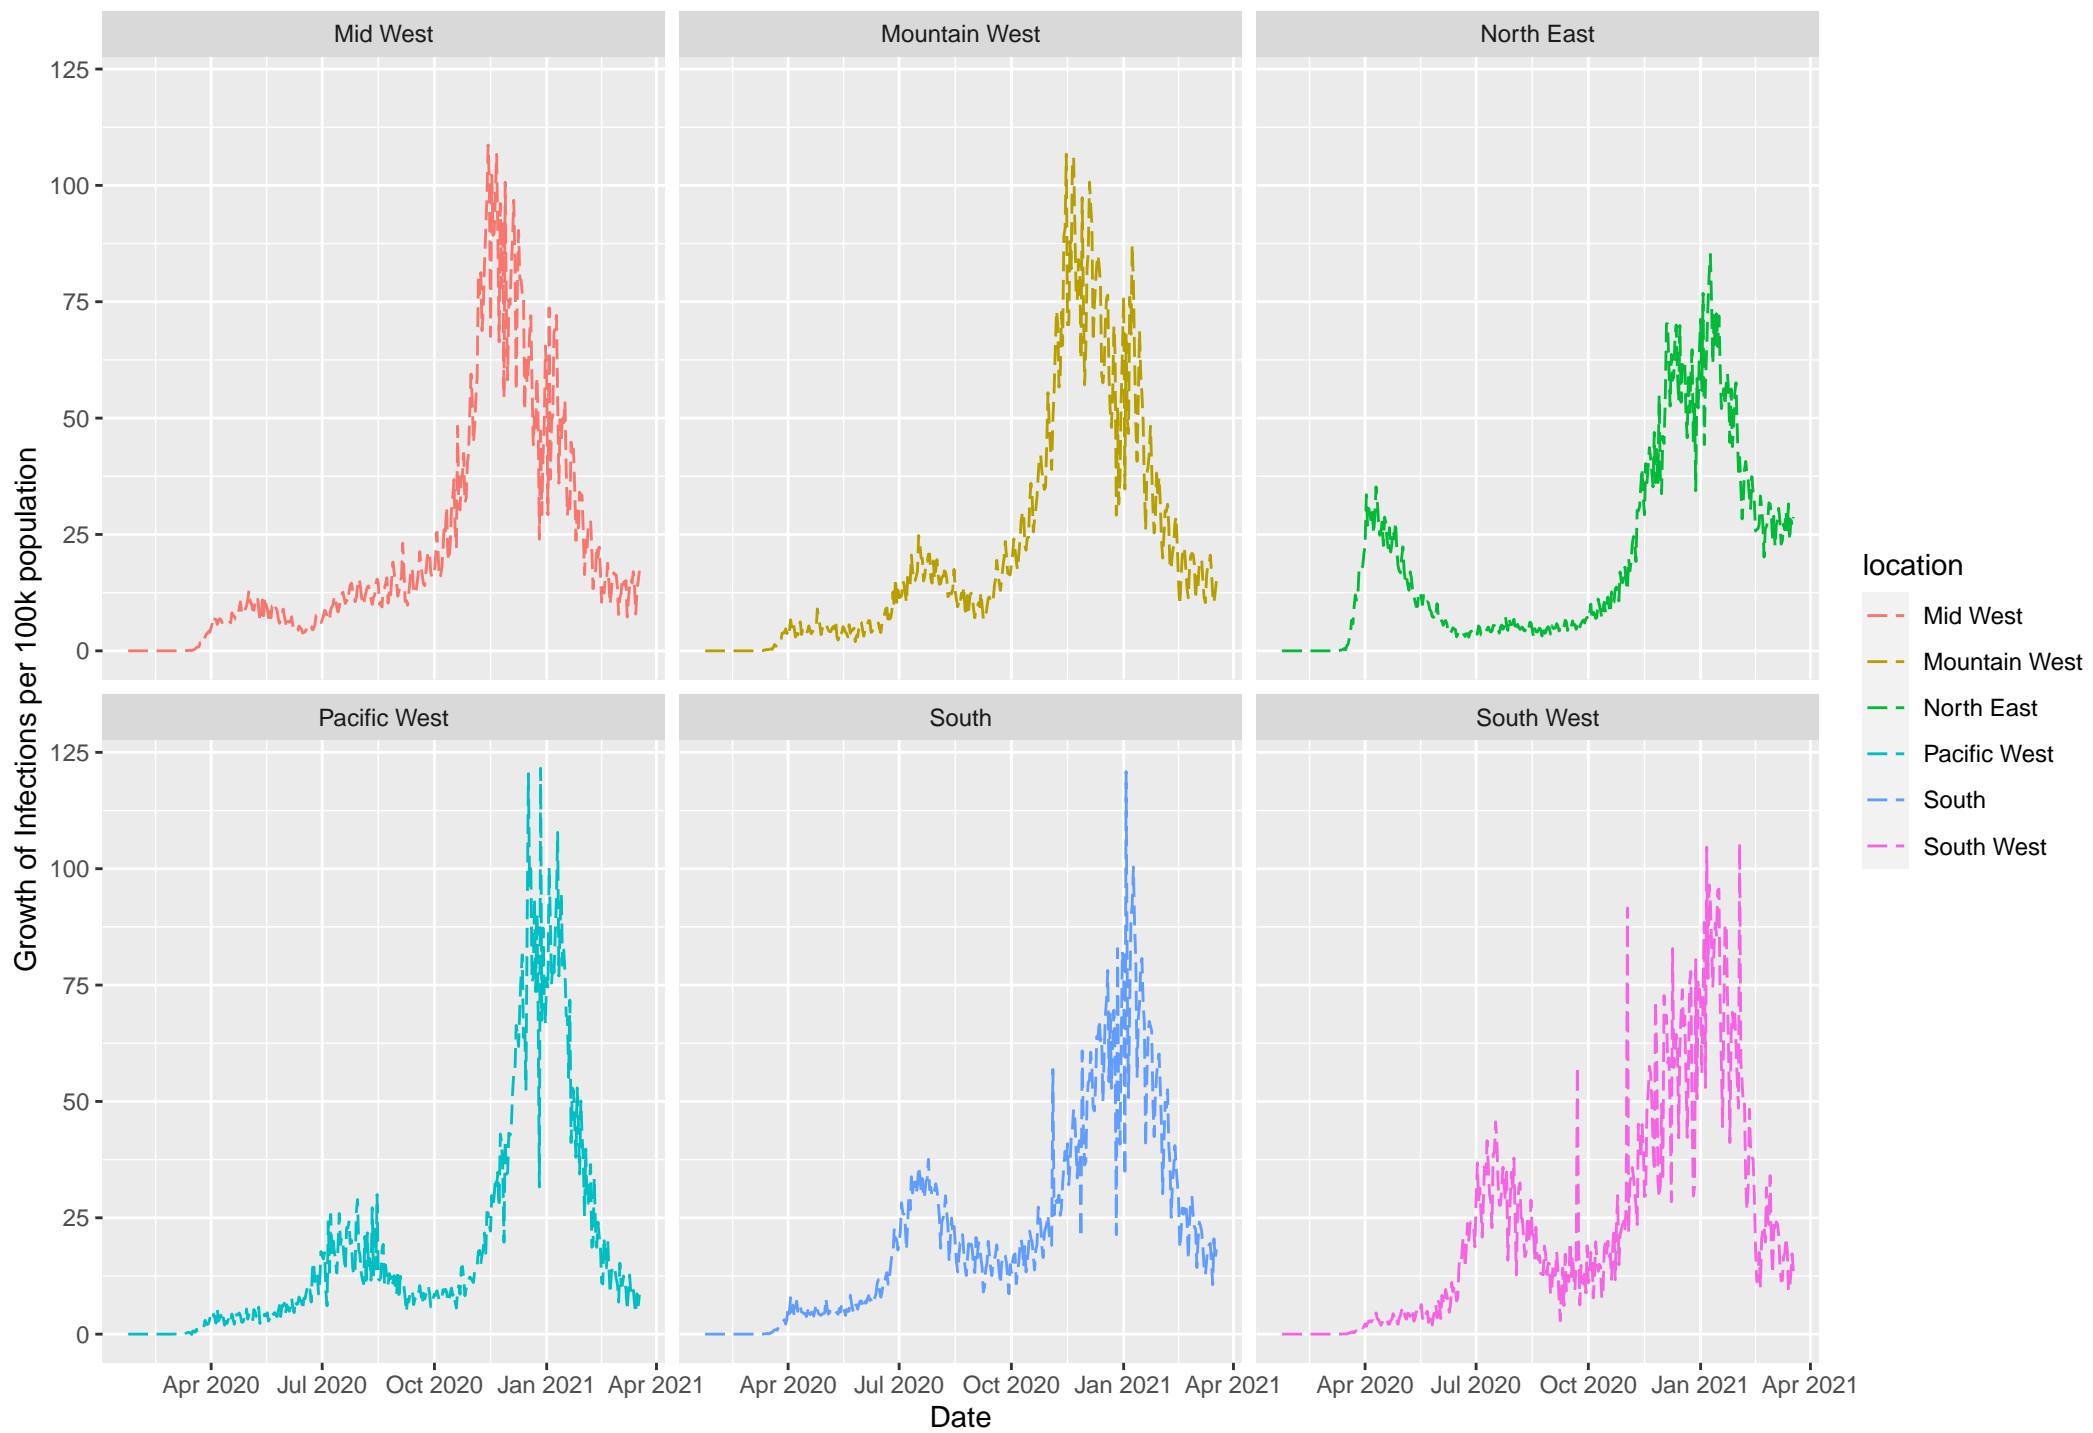 Mid West
Mountain West
North East
125
100
75
50
25
0
Pacific West
South
South West
125
100
75
50
25
0
Apr 2020 Jul 2020 Oct 2020 Jan 2021 Apr 2021
Apr 2020 Jul 2020 Oct 2020 Jan 2021 Apr 2021
Apr 2020 Jul 2020 Oct 2020 Jan 2021 Apr 2021
Date
Growth of Infections per 100k population
location
Mid West
Mountain West
North East
Pacific West
South
South West